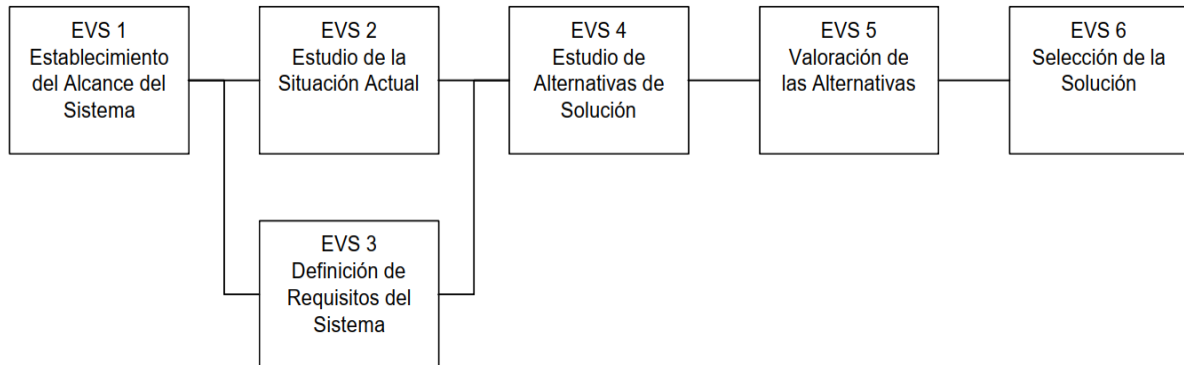 EVS 1
Establecimiento
del Alcance del
Sistema
EVS 2
Estudio de la
Situación Actual
EVS 4
Estudio de
Alternativas de
Solución
EVS 5
Valoración de
las Alternativas
EVS 6
Selección de la
Solución
EVS 3
Definición de
Requisitos del
Sistema